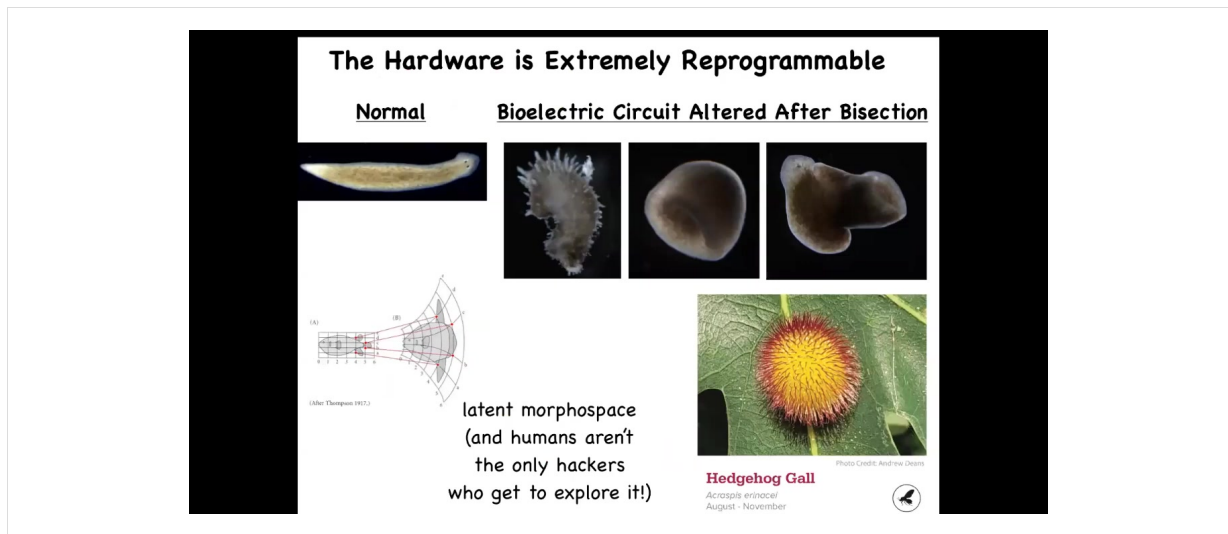 The Hardware is Extremely Reprogrammable
Normal
Bioelectric Circuit Altered After Bisection
(A)
(B)
(After Thompson 1917.)
latent morphospace
(and humans aren't
the only hackers
who get to explore it!)
Photo Credit: Andrew Deans
Hedgehog Gall
Acraspis erinacei
August - November